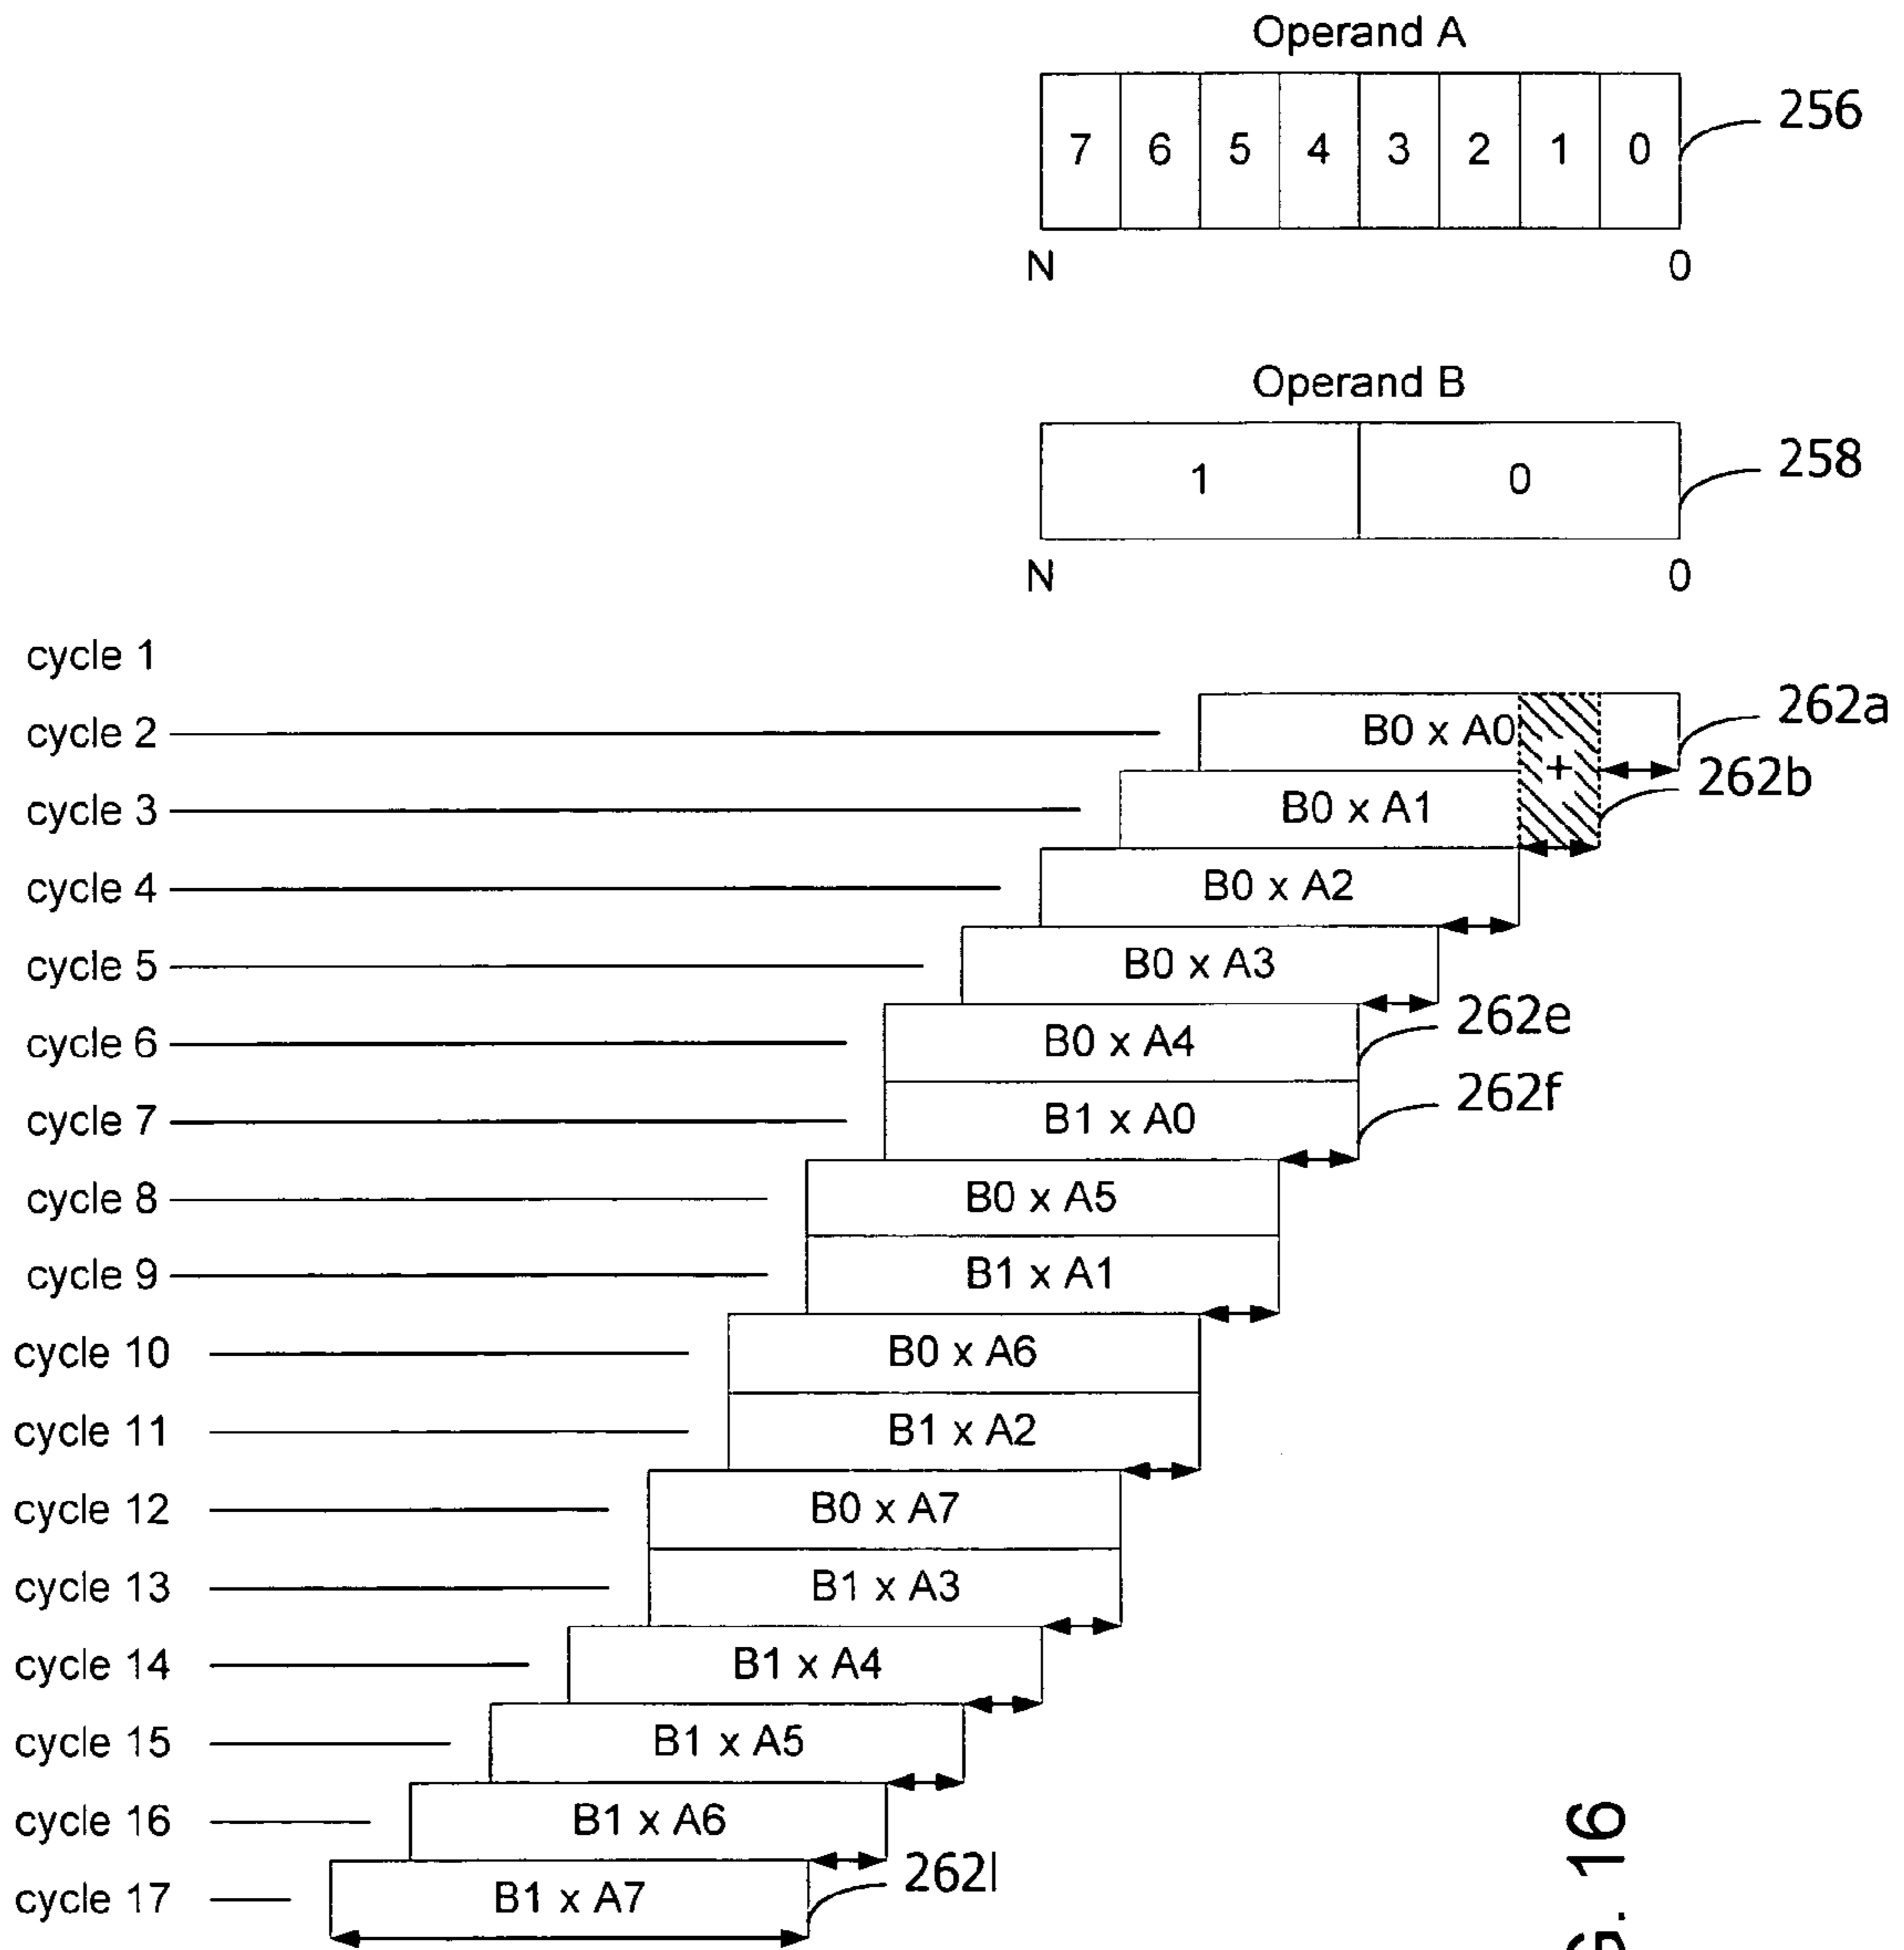 Operand A
7 6 5 4 3 2 1 0
256
N 0
Operand B
1 0
258
N 0
cycle 1
cycle 2 B0 x A0 262a
+
cycle 3 B0 x A1 262b
cycle 4 B0 x A2
cycle 5 B0 x A3
cycle 6 B0 x A4 262e
cycle 7 B1 x A0 262f
cycle 8 B0 x A5
cycle 9 B1 x A1
cycle 10 B0 x A6
cycle 11 B1 x A2
cycle 12 B0 x A7
cycle 13 B1 x A3
cycle 14 B1 x A4
cycle 15 B1 x A5
cycle 16 B1 x A6
cycle 17 B1 x A7 262l
16